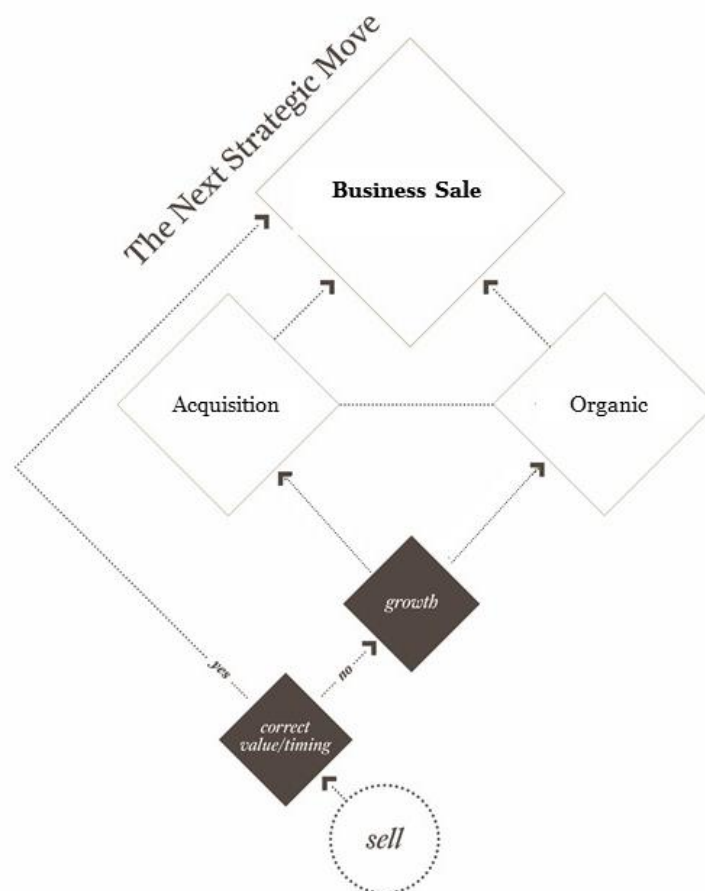 The Next Strategic Move
Business Sale
Acquisition
Organic
growth
yes
no
correct
value/timing
sell